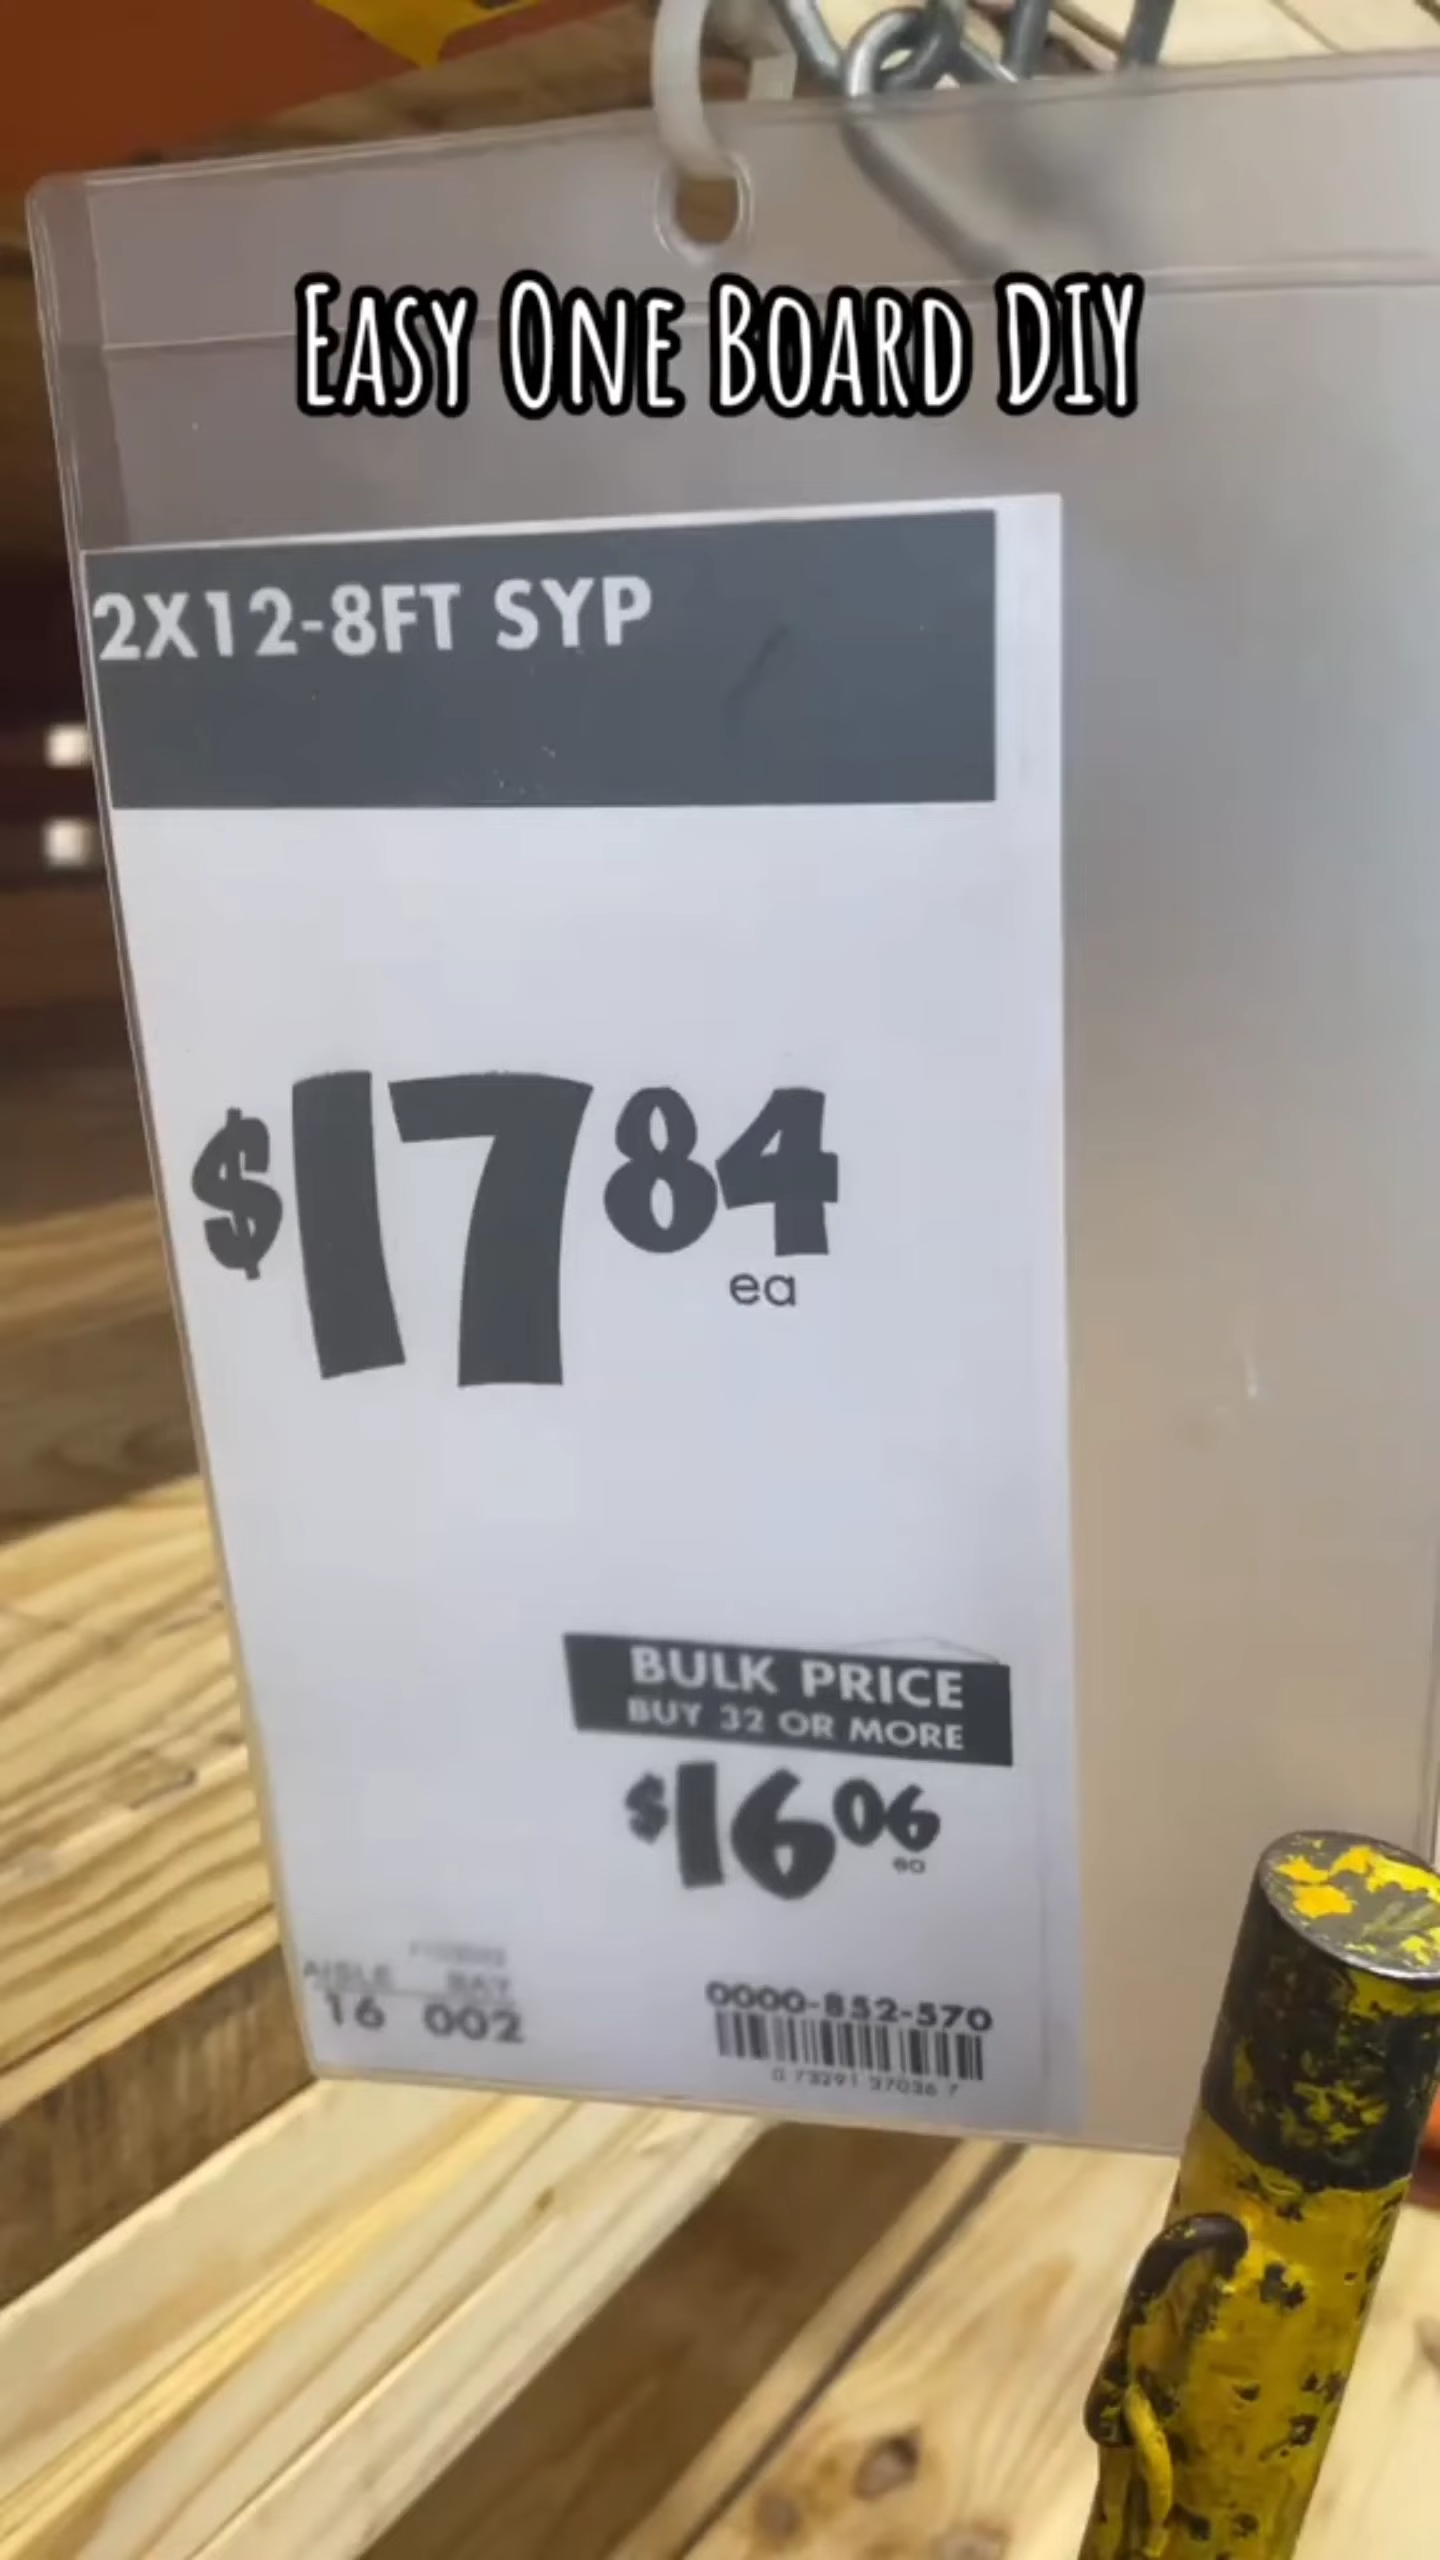 Easy One Board DIY
2X12-8FT SYP
$17 84
ea
BULK PRICE
BUY 32 OR MORE
$16 06
ea
AISLE BAY
16 002
0000-852-570